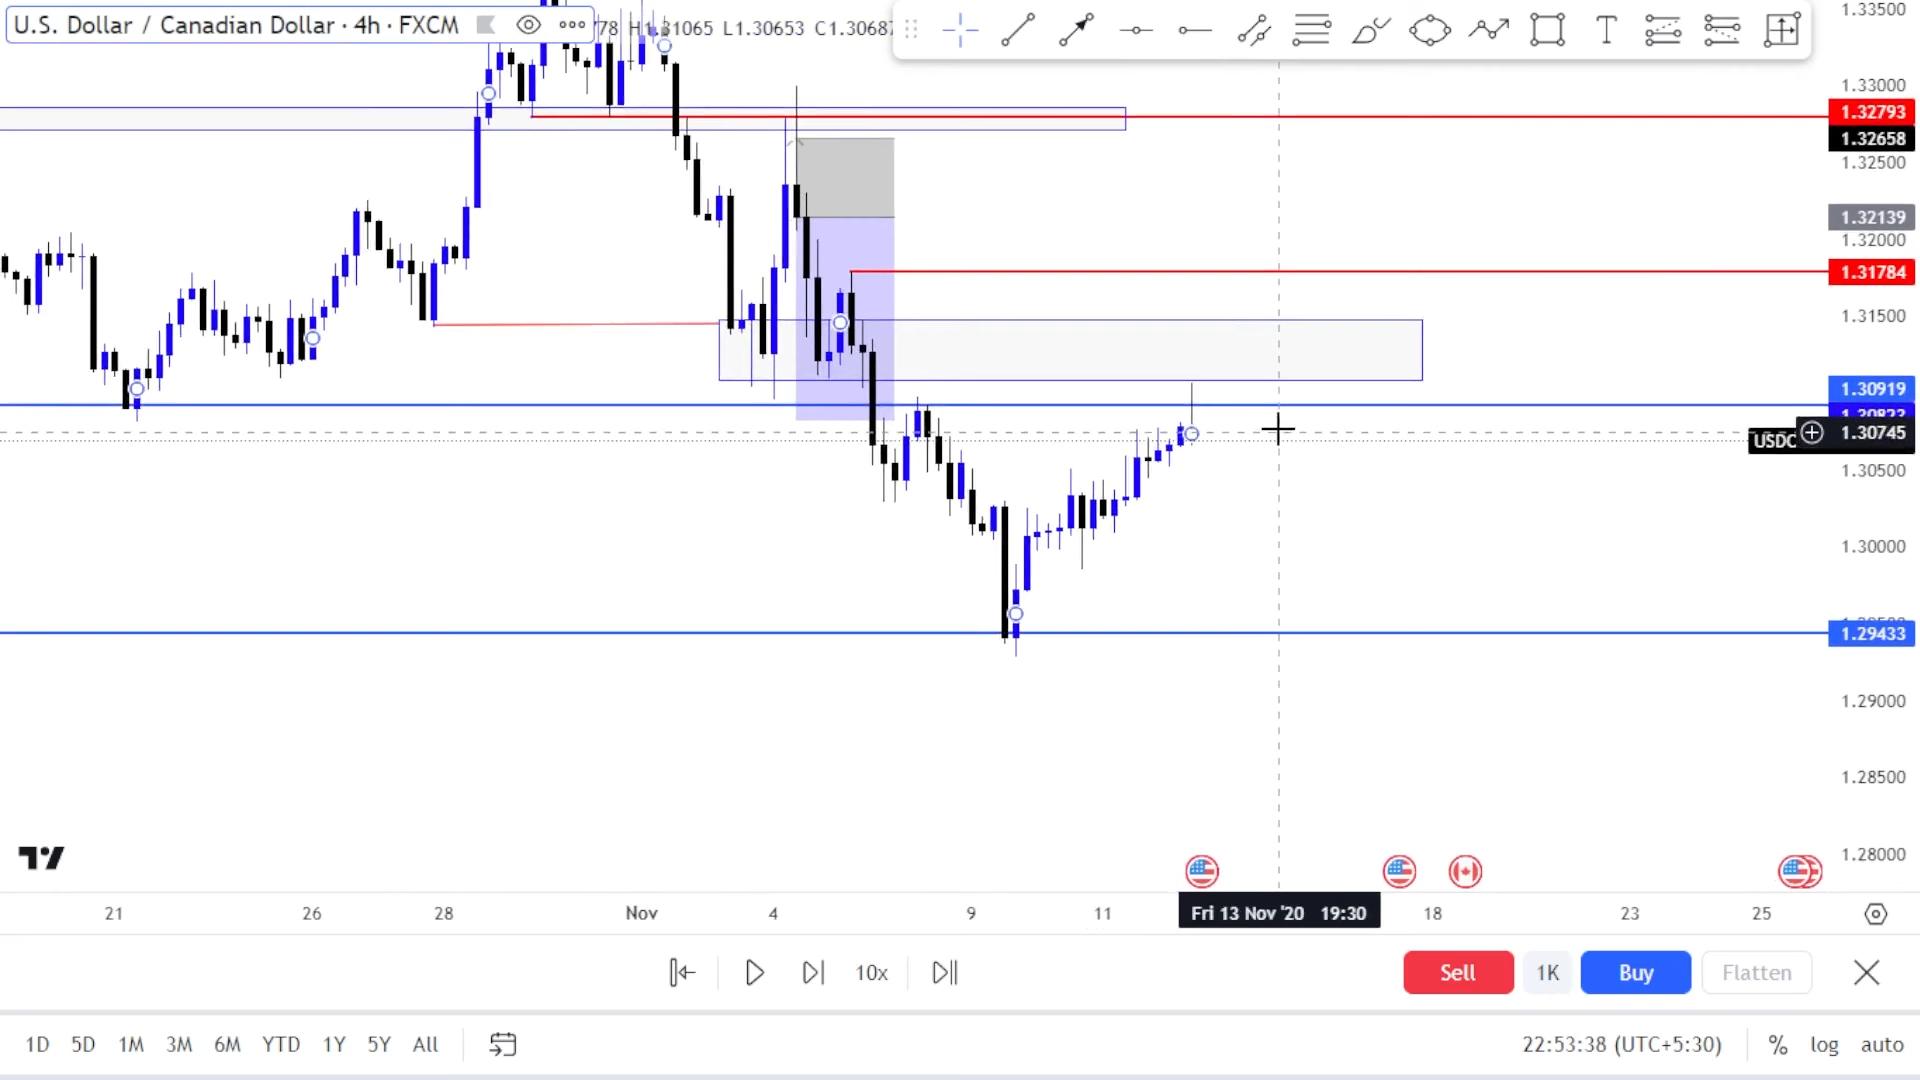 U.S. Dollar / Canadian Dollar · 4h · FXCM
78 H1.31065 L1.30653 C1.30687
1.33500
1.33000
1.32793
1.32658
1.32500
1.32139
1.32000
1.31784
1.31500
1.30919
1.30745
USDC
1.30500
1.30000
1.29433
1.29000
1.28500
1.28000
21 26 28 Nov 4 9 11 Fri 13 Nov '20 19:30 18 23 25
10x
Sell 1K Buy Flatten
1D 5D 1M 3M 6M YTD 1Y 5Y All
22:53:38 (UTC+5:30) % log auto